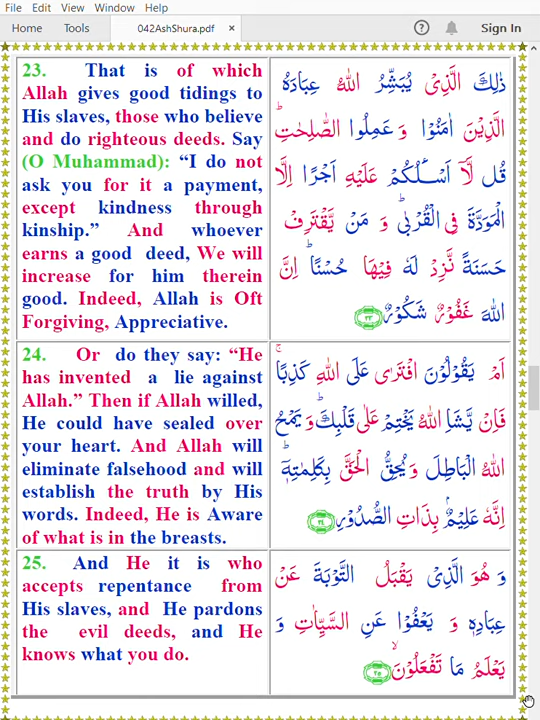 File Edit View Window Help
Home Tools 042AshShura.pdf × Sign In
23. That is of which
Allah gives good tidings to
His slaves, those who believe
and do righteous deeds. Say
(O Muhammad): “I do not
ask you for it a payment,
except kindness through
kinship.” And whoever
earns a good deed, We will
increase for him therein
good. Indeed, Allah is Oft
Forgiving, Appreciative.
ذٰلِكَ الَّذِیْ یُبَشِّرُ اللّٰهُ عِبَادَهُ
الَّذِیْنَ اٰمَنُوْا وَ عَمِلُوا الصّٰلِحٰتِ ؕ
قُل لَّاۤ اَسْـَٔلُكُمْ عَلَیْهِ اَجْرًا اِلَّا
الْمَوَدَّةَ فِی الْقُرْبٰی ؕ وَ مَنْ یَّقْتَرِفْ
حَسَنَةً نَّزِدْ لَهٗ فِیْهَا حُسْنًا ؕ اِنَّ
اللّٰهَ غَفُوْرٌ شَكُوْرٌ ۲۳
24. Or do they say: “He
has invented a lie against
Allah.” Then if Allah willed,
He could have sealed over
your heart. And Allah will
eliminate falsehood and will
establish the truth by His
words. Indeed, He is Aware
of what is in the breasts.
اَمْ یَقُوْلُوْنَ افْتَرٰی عَلَی اللّٰهِ كَذِبًا ۚ
فَاِنْ یَّشَاِ اللّٰهُ یَخْتِمْ عَلٰی قَلْبِكَ ؕ وَ یَمْحُ
اللّٰهُ الْبَاطِلَ وَ یُحِقُّ الْحَقَّ بِكَلِمٰتِهٖ ؕ
اِنَّهٗ عَلِیْمٌۢ بِذَاتِ الصُّدُوْرِ ۲۴
25. And He it is who
accepts repentance from
His slaves, and He pardons
the evil deeds, and He
knows what you do.
وَ هُوَ الَّذِیْ یَقْبَلُ التَّوْبَةَ عَنْ
عِبَادِهٖ وَ یَعْفُوْا عَنِ السَّیِّاٰتِ وَ
یَعْلَمُ مَا تَفْعَلُوْنَ ۙ ۲۵